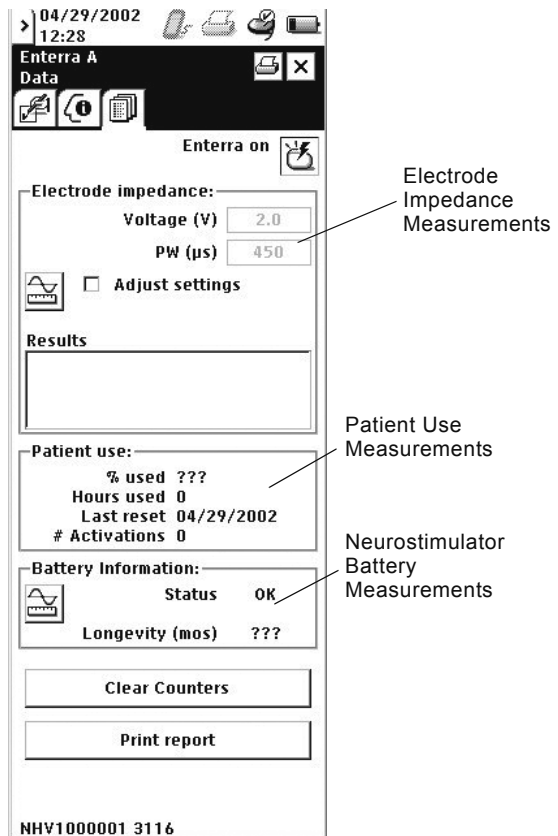 04/29/2002
12:28
Enterra A
Data
Enterra on
Electrode impedance:
Voltage (V) 2.0
PW (µs) 450
Adjust settings
Results
Patient use:
% used ???
Hours used 0
Last reset 04/29/2002
# Activations 0
Battery Information:
Status OK
Longevity (mos) ???
Clear Counters
Print report
NHV1000001 3116
Electrode
Impedance
Measurements
Patient Use
Measurements
Neurostimulator
Battery
Measurements